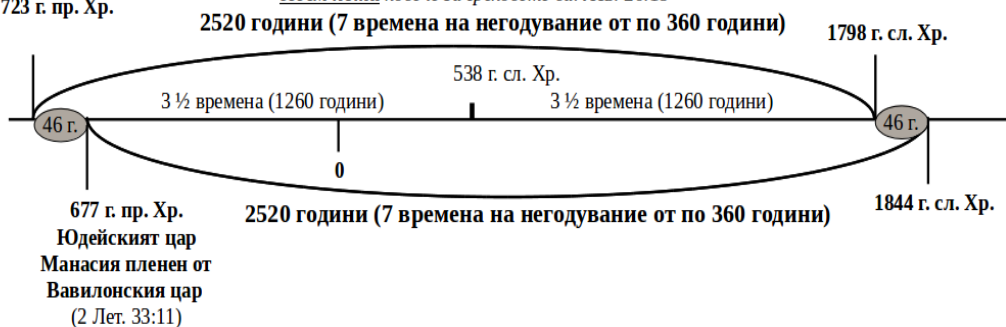 723 г. пр. Хр.
2520 години (7 времена на негодуване от по 360 години)
1798 г. сл. Хр.
538 г. сл. Хр.
3 ½ времена (1260 години)
3 ½ времена (1260 години)
46 г.
46 г.
0
677 г. пр. Хр.
Юдейският цар
Манасия пленен от
Вавилонския цар
(2 Лет. 33:11)
2520 години (7 времена на негодуване от по 360 години)
1844 г. сл. Хр.